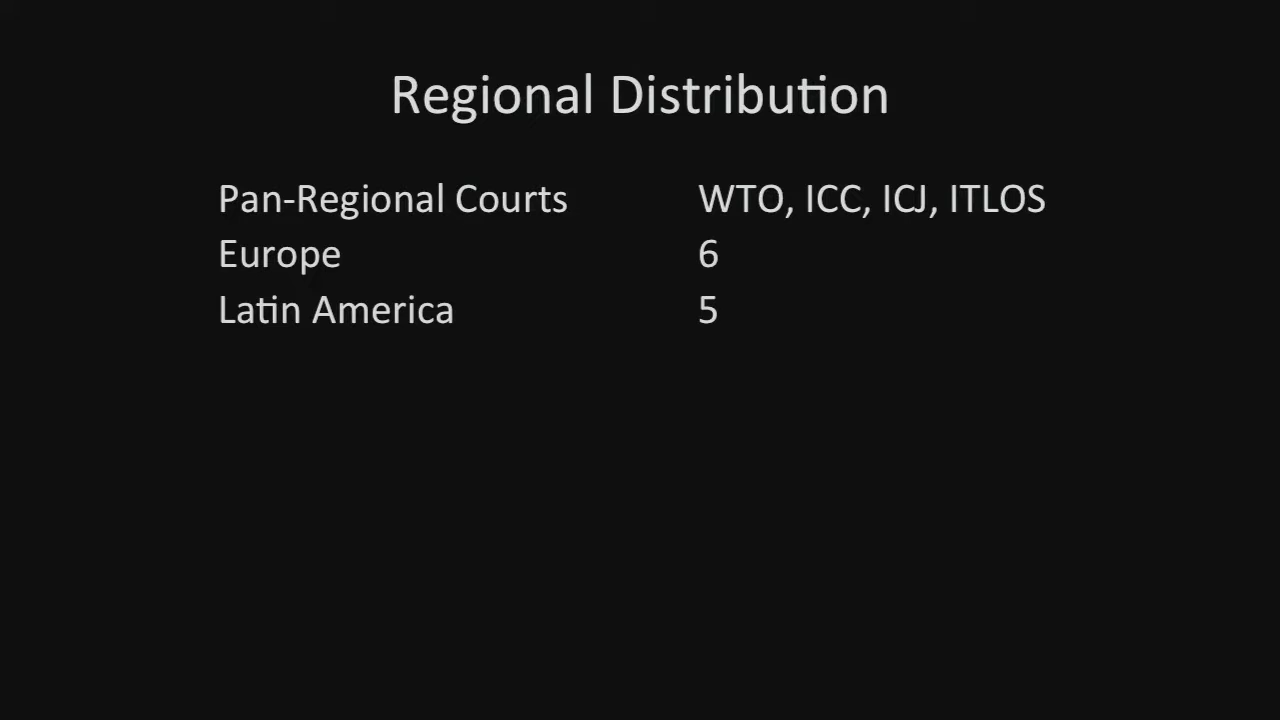 Regional Distribution
Pan-Regional Courts WTO, ICC, ICJ, ITLOS
Europe 6
Latin America 5